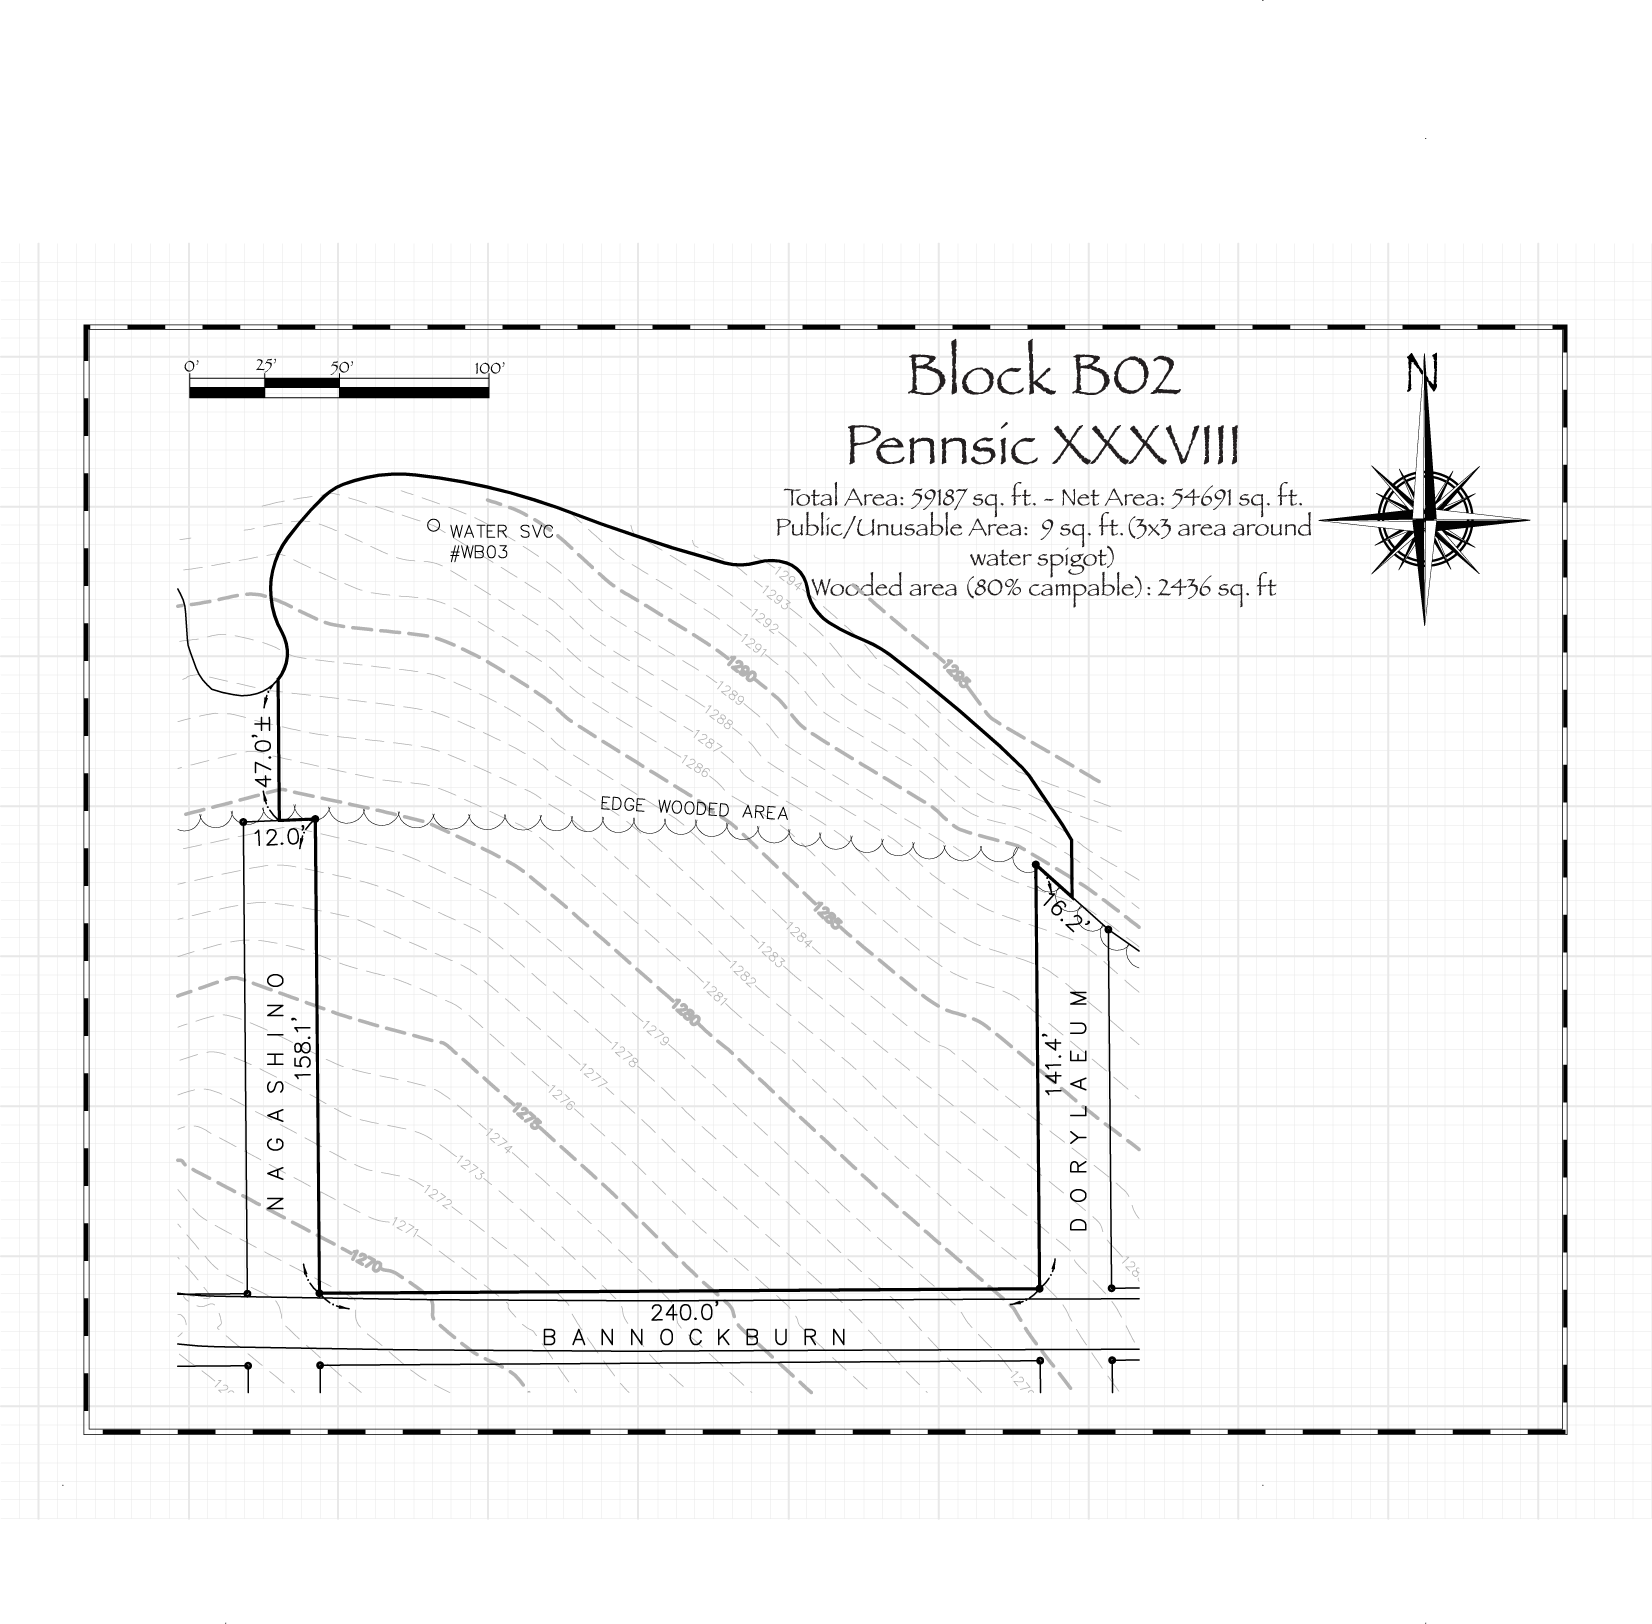 0' 25' 50' 100'
Block B02
Pennsic XXXVIII
Total Area: 59187 sq. ft. - Net Area: 54691 sq. ft.
Public/Unusable Area: 9 sq. ft. (3x3 area around
water spigot)
Wooded area (80% campable): 2436 sq. ft
N
WATER SVC
#WB03
1294
1293
1292
1291
1290
1295
1289
1288
1287
1286
47.0'±
EDGE WOODED AREA
12.0'
16.2'
1285
1284
1283
1282
1281
1280
1279
1278
1277
1276
1275
1274
1273
1272
1271
1270
NAGASHINO
158.1'
141.4'
DORYLAEUM
128
240.0'
BANNOCKBURN